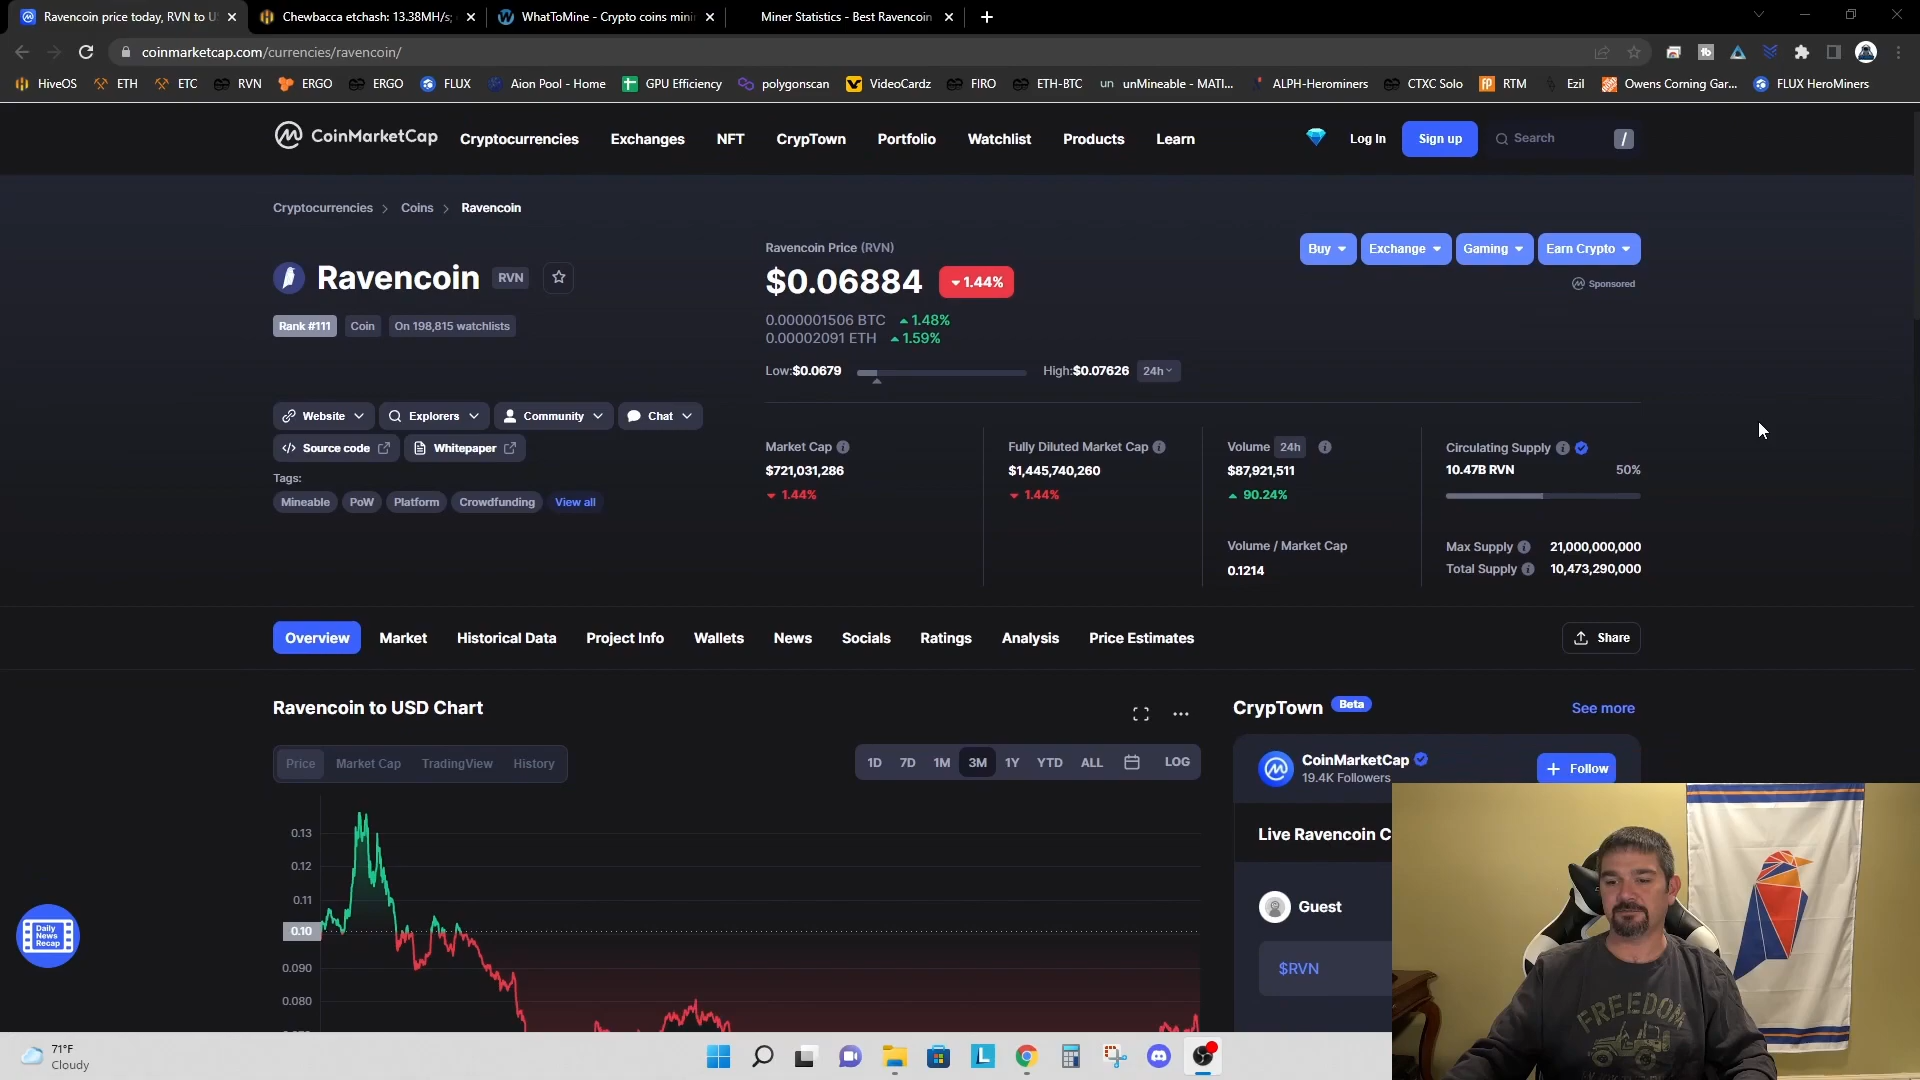 Ravencoin price today, RVN to U
Chewbacca etchash: 13.38MH/s;
WhatToMine - Crypto coins mini
Miner Statistics - Best Ravencoin
coinmarketcap.com/currencies/ravencoin/
HiveOS ETH ETC RVN ERGO ERGO FLUX Aion Pool - Home GPU Efficiency polygonscan VideoCardz FIRO ETH-BTC unMineable - MATI... ALPH-Herominers CTXC Solo RTM Ezil Owens Corning Gar... FLUX HeroMiners
CoinMarketCap Cryptocurrencies Exchanges NFT CrypTown Portfolio Watchlist Products Learn Log In Sign up Search /
Cryptocurrencies > Coins > Ravencoin
Ravencoin RVN
Rank #111 Coin On 198,815 watchlists
Ravencoin Price (RVN)
$0.06884 1.44%
0.000001506 BTC 1.48%
0.00002091 ETH 1.59%
Low:$0.0679 High:$0.07626 24h
Buy Exchange Gaming Earn Crypto
Sponsored
Website Explorers Community Chat
Source code Whitepaper
Tags:
Mineable PoW Platform Crowdfunding View all
Market Cap
$721,031,286
1.44%
Fully Diluted Market Cap
$1,445,740,260
1.44%
Volume 24h
$87,921,511
90.24%
Volume / Market Cap
0.1214
Circulating Supply
10.47B RVN 50%
Max Supply 21,000,000,000
Total Supply 10,473,290,000
Overview Market Historical Data Project Info Wallets News Socials Ratings Analysis Price Estimates Share
Ravencoin to USD Chart
Price Market Cap TradingView History
1D 7D 1M 3M 1Y YTD ALL LOG
0.13
0.12
0.11
0.10
0.090
0.080
CrypTown Beta See more
CoinMarketCap
19.4K Followers
+ Follow
Live Ravencoin C
Guest
$RVN
Daily
News
Recap
FREEDOM
71°F
Cloudy